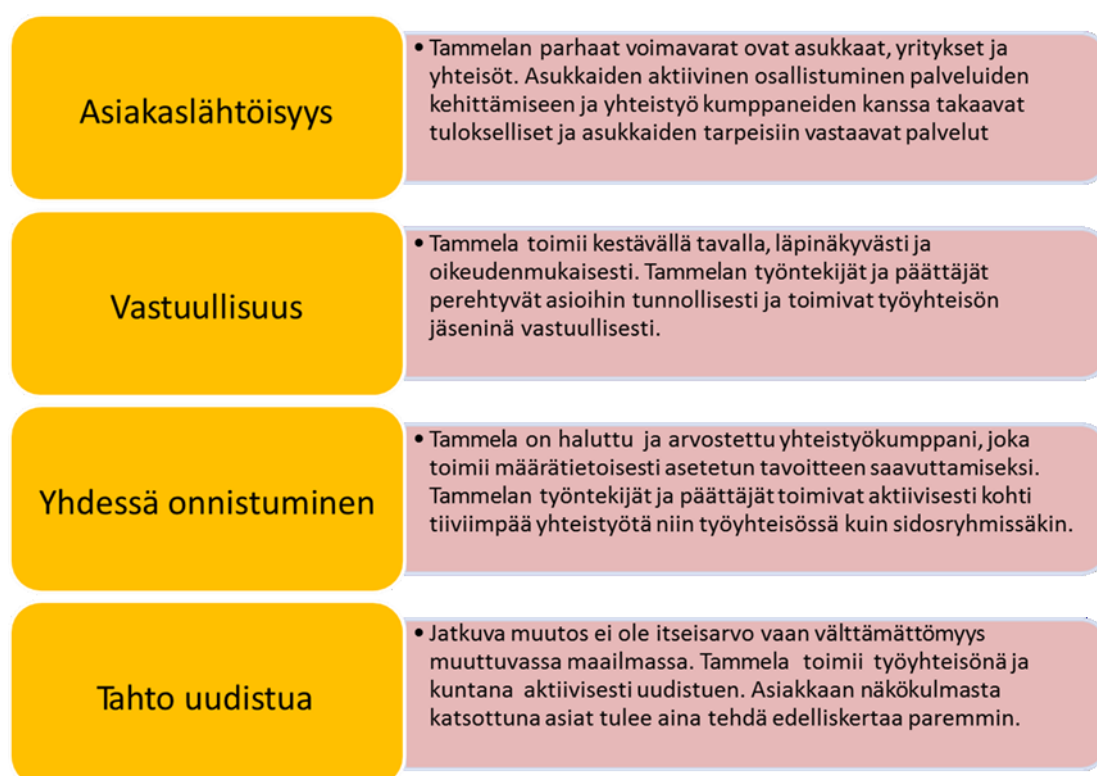 Asiakaslähtöisyys
• Tammelan parhaat voimavarat ovat asukkaat, yritykset ja
yhteisöt. Asukkaiden aktiivinen osallistuminen palveluiden
kehittämiseen ja yhteistyö kumppaneiden kanssa takaavat
tulokselliset ja asukkaiden tarpeisiin vastaavat palvelut
Vastuullisuus
• Tammela toimii kestävällä tavalla, läpinäkyvästi ja
oikeudenmukaisesti. Tammelan työntekijät ja päättäjät
perehtyvät asioihin tunnollisesti ja toimivat työyhteisön
jäseninä vastuullisesti.
Yhdessä onnistuminen
• Tammela on haluttu ja arvostettu yhteistyökumppani, joka
toimii määrätietoisesti asetetun tavoitteen saavuttamiseksi.
Tammelan työntekijät ja päättäjät toimivat aktiivisesti kohti
tiiviimpää yhteistyötä niin työyhteisössä kuin sidosryhmissäkin.
Tahto uudistua
• Jatkuva muutos ei ole itseisarvo vaan välttämättömyys
muuttuvassa maailmassa. Tammela toimii työyhteisönä ja
kuntana aktiivisesti uudistuen. Asiakkaan näkökulmasta
katsottuna asiat tulee aina tehdä edelliskertaa paremmin.